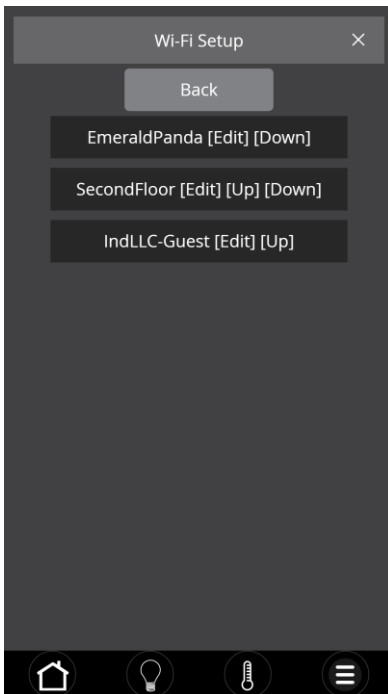 Wi-Fi Setup
Back
EmeraldPanda [Edit] [Down]
SecondFloor [Edit] [Up] [Down]
IndLLC-Guest [Edit] [Up]